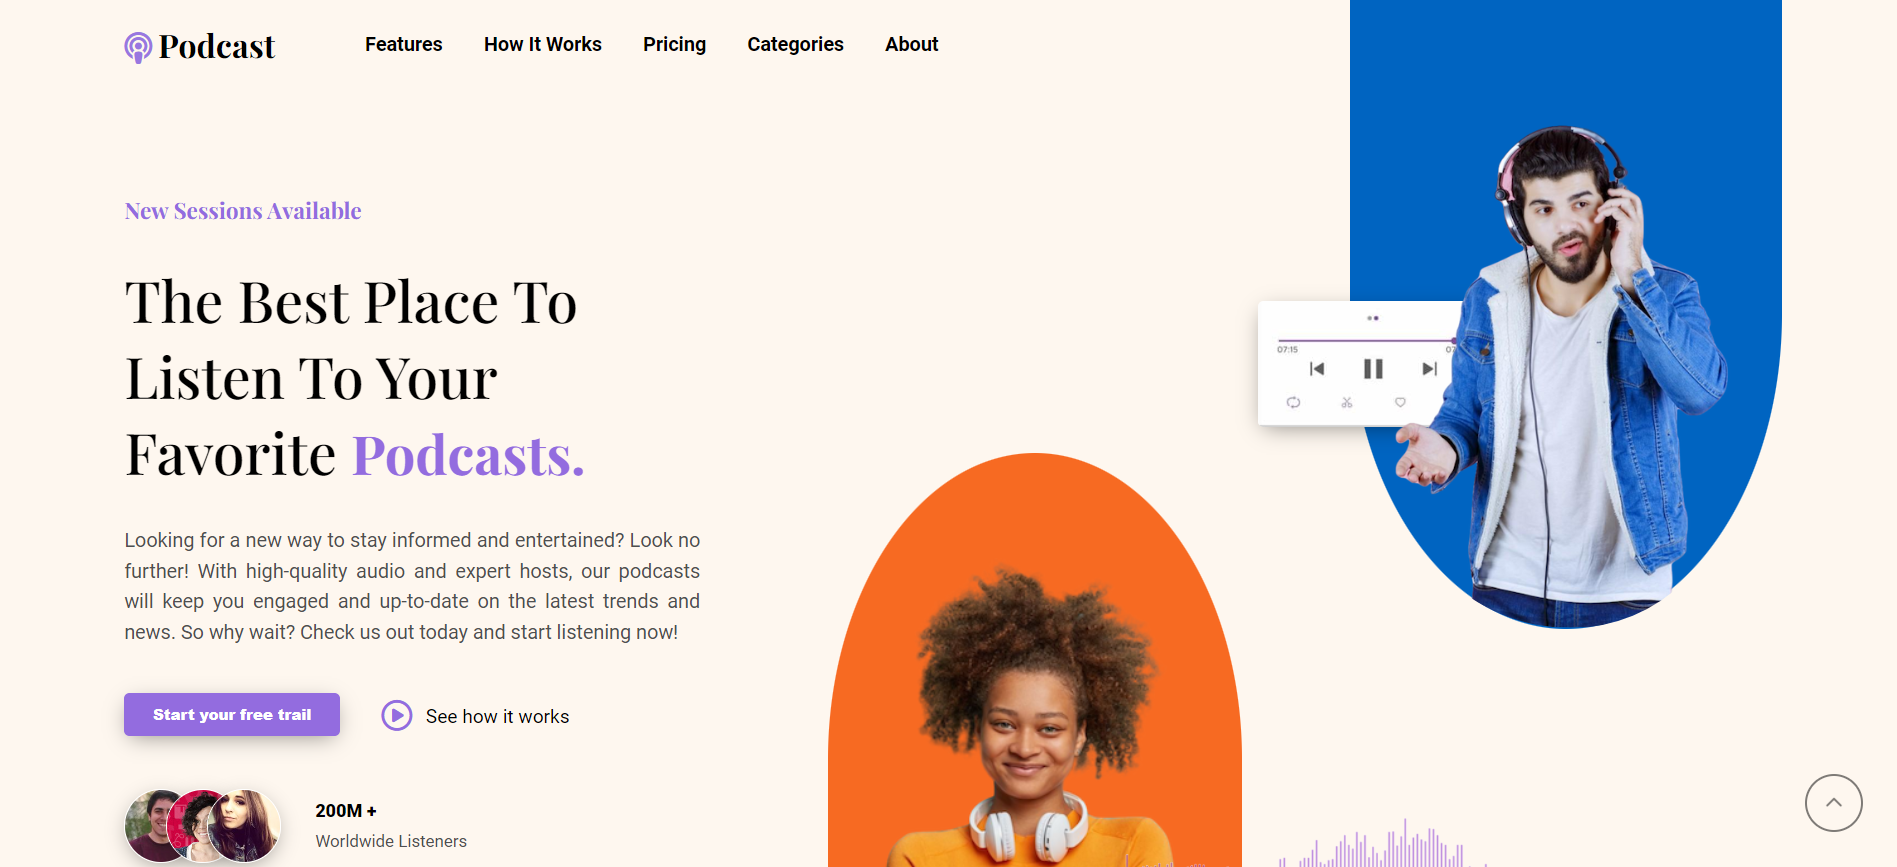 Podcast
Features
How It Works
Pricing
Categories
About
New Sessions Available
The Best Place To
Listen To Your
Favorite Podcasts.
Looking for a new way to stay informed and entertained? Look no
further! With high-quality audio and expert hosts, our podcasts
will keep you engaged and up-to-date on the latest trends and
news. So why wait? Check us out today and start listening now!
Start your free trail
See how it works
200M +
Worldwide Listeners
07:15